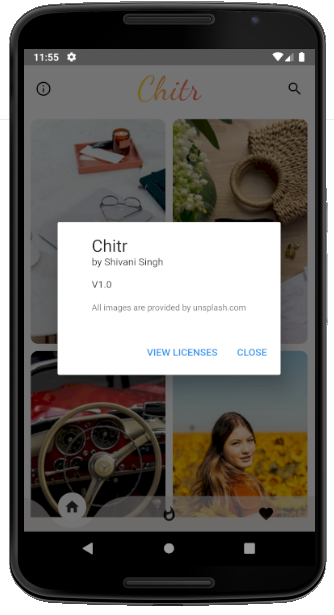 11:55
Chitr
Chitr
by Shivani Singh
V1.0
All images are provided by unsplash.com
VIEW LICENSES
CLOSE